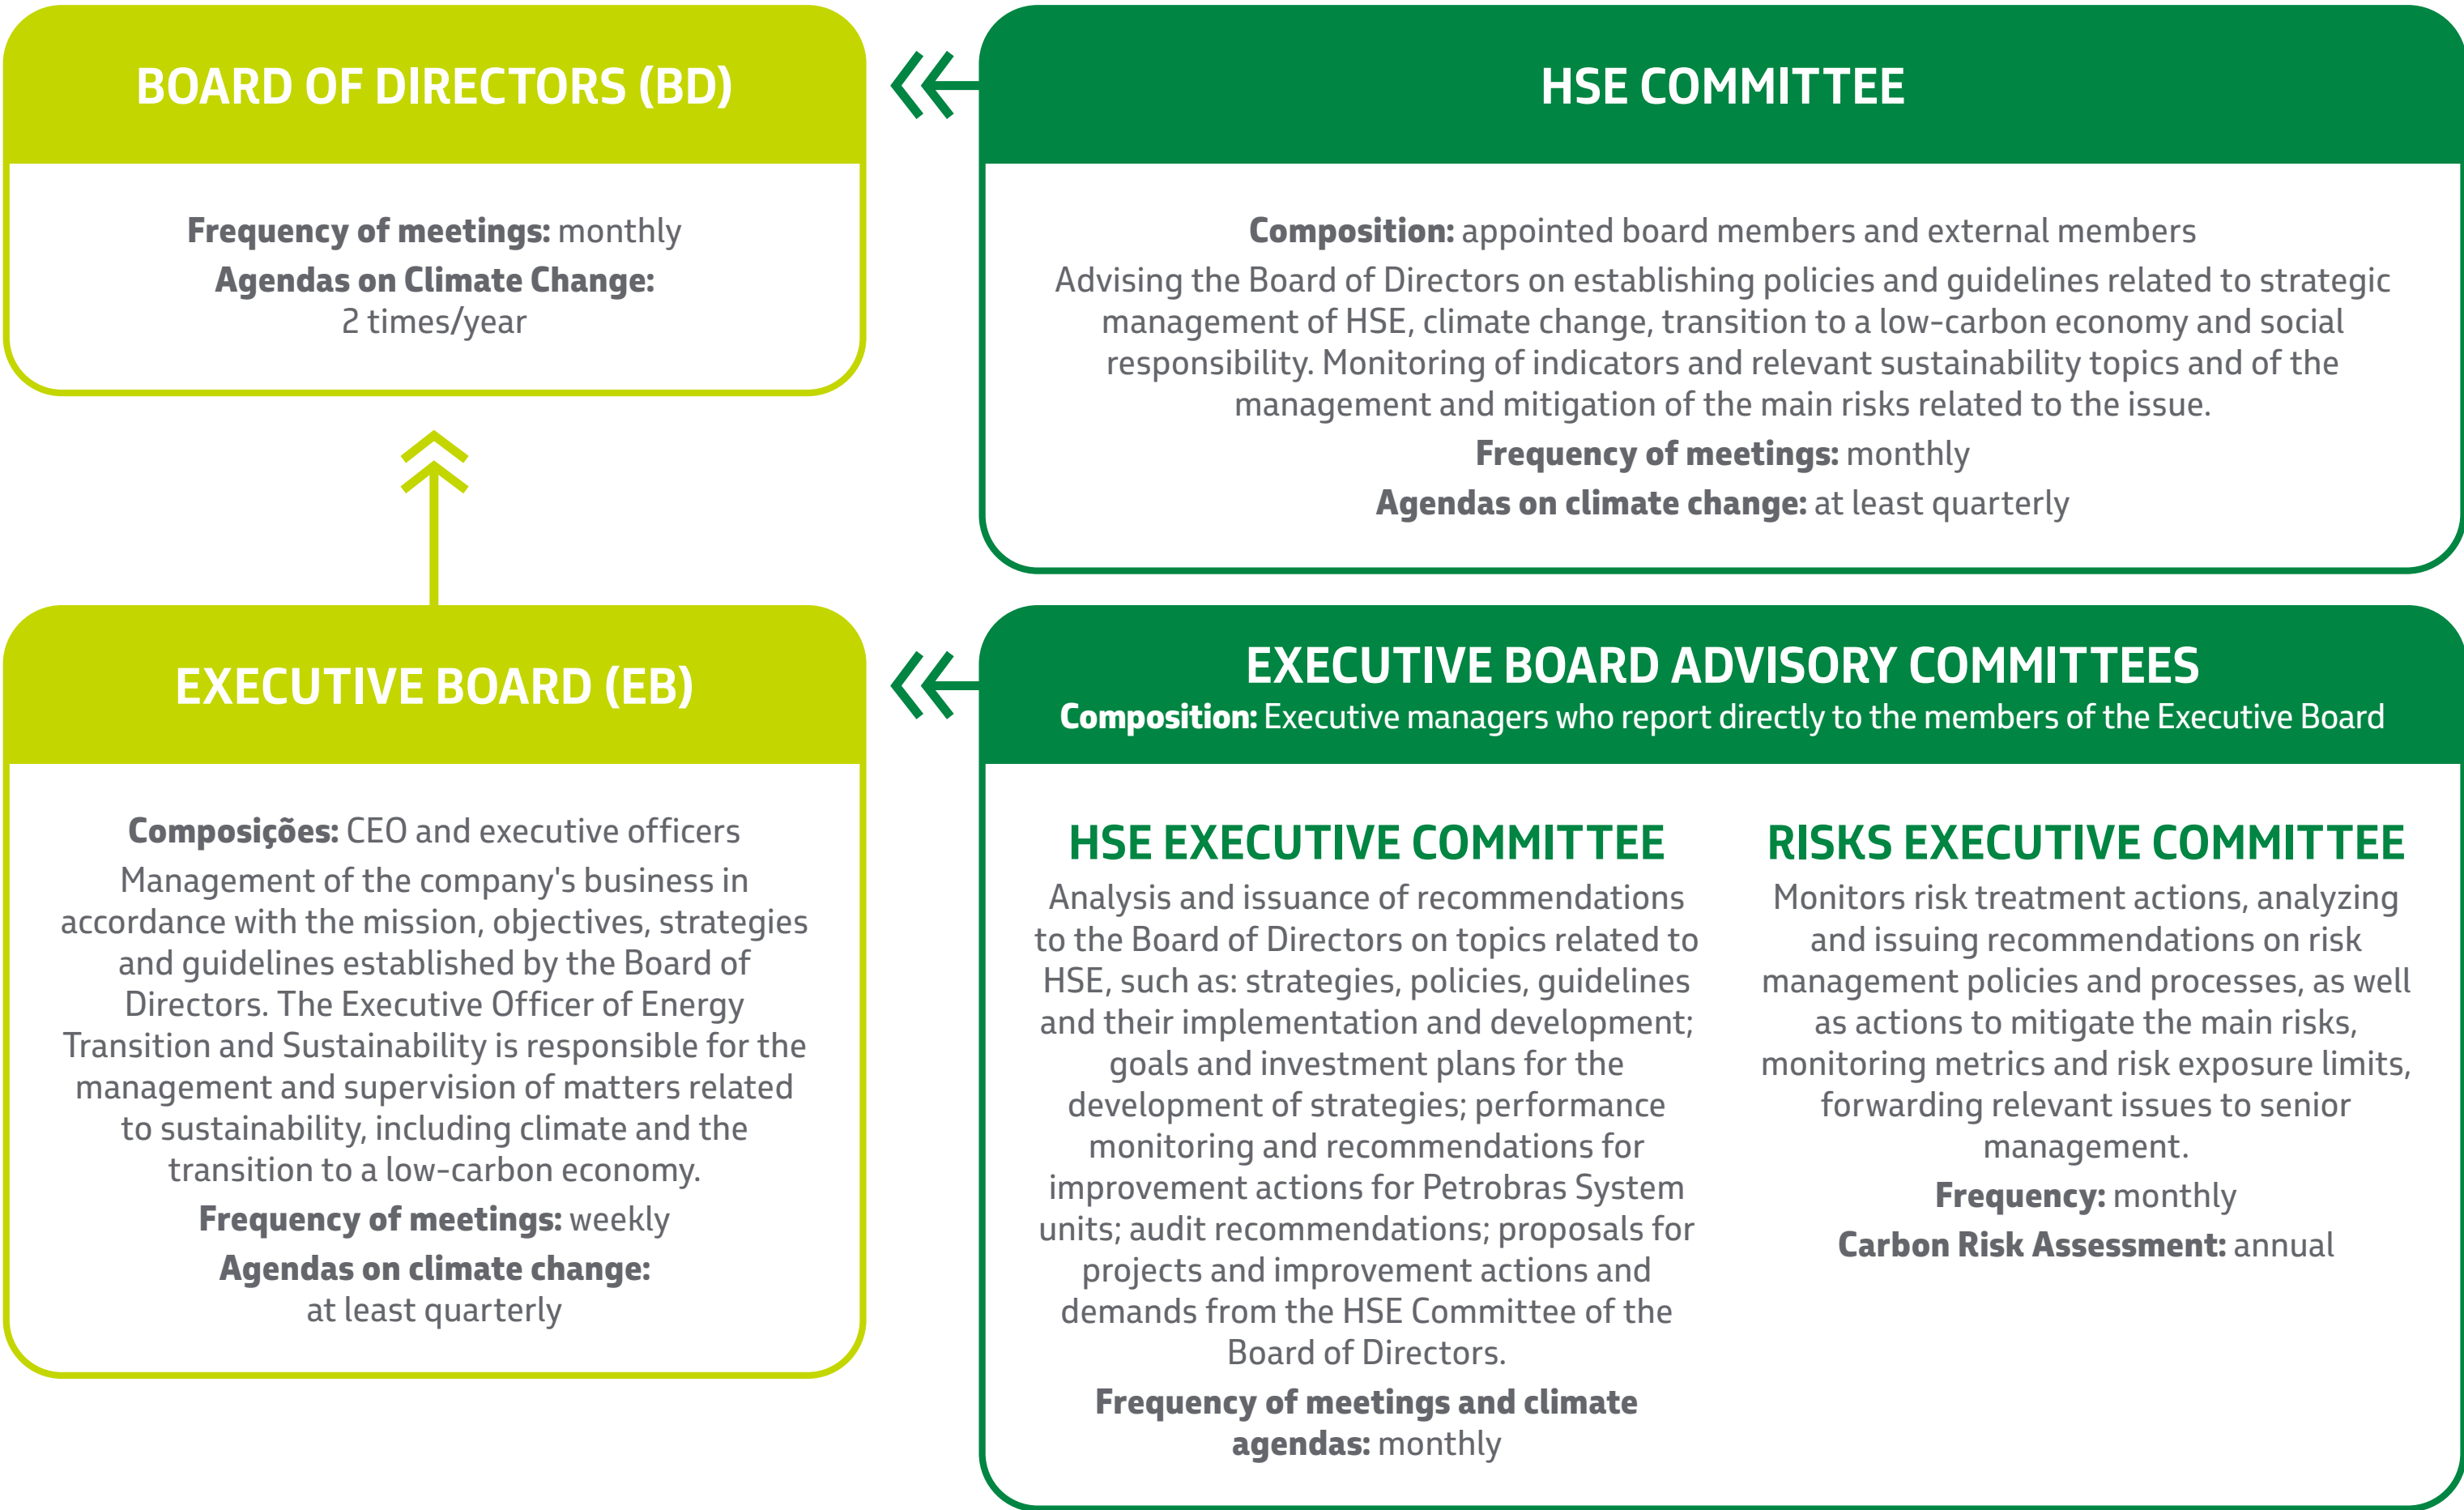 BOARD OF DIRECTORS (BD)
Frequency of meetings: monthly
Agendas on Climate Change:
2 times/year
HSE COMMITTEE
Composition: appointed board members and external members
Advising the Board of Directors on establishing policies and guidelines related to strategic
management of HSE, climate change, transition to a low-carbon economy and social
responsibility. Monitoring of indicators and relevant sustainability topics and of the
management and mitigation of the main risks related to the issue.
Frequency of meetings: monthly
Agendas on climate change: at least quarterly
EXECUTIVE BOARD (EB)
Composições: CEO and executive officers
Management of the company's business in
accordance with the mission, objectives, strategies
and guidelines established by the Board of
Directors. The Executive Officer of Energy
Transition and Sustainability is responsible for the
management and supervision of matters related
to sustainability, including climate and the
transition to a low-carbon economy.
Frequency of meetings: weekly
Agendas on climate change:
at least quarterly
EXECUTIVE BOARD ADVISORY COMMITTEES
Composition: Executive managers who report directly to the members of the Executive Board
HSE EXECUTIVE COMMITTEE
Analysis and issuance of recommendations
to the Board of Directors on topics related to
HSE, such as: strategies, policies, guidelines
and their implementation and development;
goals and investment plans for the
development of strategies; performance
monitoring and recommendations for
improvement actions for Petrobras System
units; audit recommendations; proposals for
projects and improvement actions and
demands from the HSE Committee of the
Board of Directors.
Frequency of meetings and climate
agendas: monthly
RISKS EXECUTIVE COMMITTEE
Monitors risk treatment actions, analyzing
and issuing recommendations on risk
management policies and processes, as well
as actions to mitigate the main risks,
monitoring metrics and risk exposure limits,
forwarding relevant issues to senior
management.
Frequency: monthly
Carbon Risk Assessment: annual